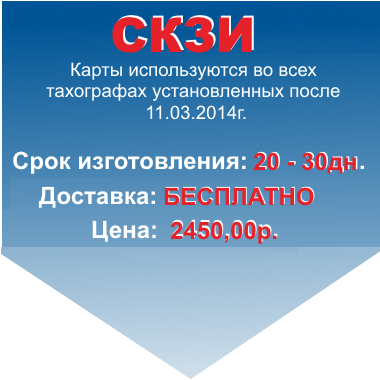 СКЗИ
Карты используются во всех
тахографах установленных после
11.03.2014г.
Срок изготовления: 20 - 30дн.
Доставка: БЕСПЛАТНО
Цена: 2450,00р.